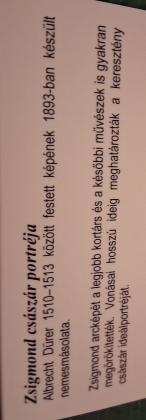 Zsigmond császár portréja
Albrecht Dürer 1510–1513 között festett képének 1893-ban készült
nemesmásolata.
Zsigmond arcképét a legjobb kortárs és a későbbi művészek is gyakran
megörökítették. Vonásai hosszú ideig meghatározták a keresztény
császár ideálportréját.